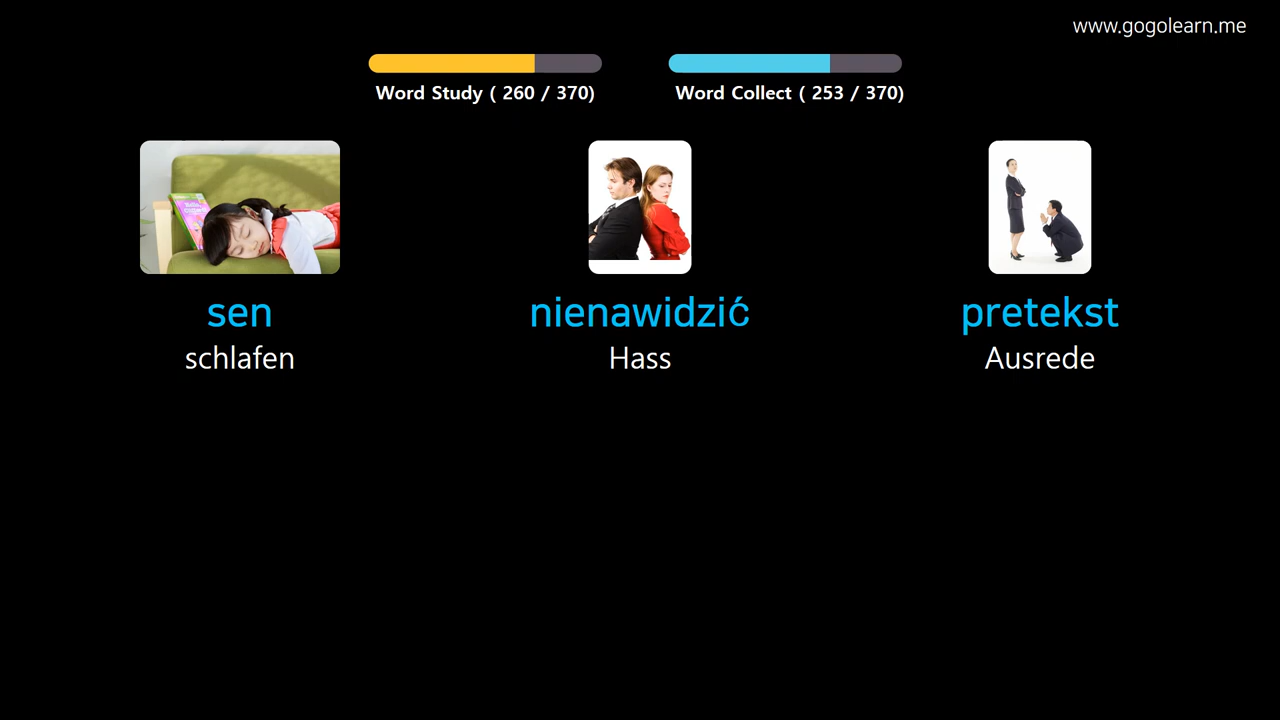 www.gogolearn.me
Word Study ( 260 / 370)
Word Collect ( 253 / 370)
sen
schlafen
nienawidzić
Hass
pretekst
Ausrede